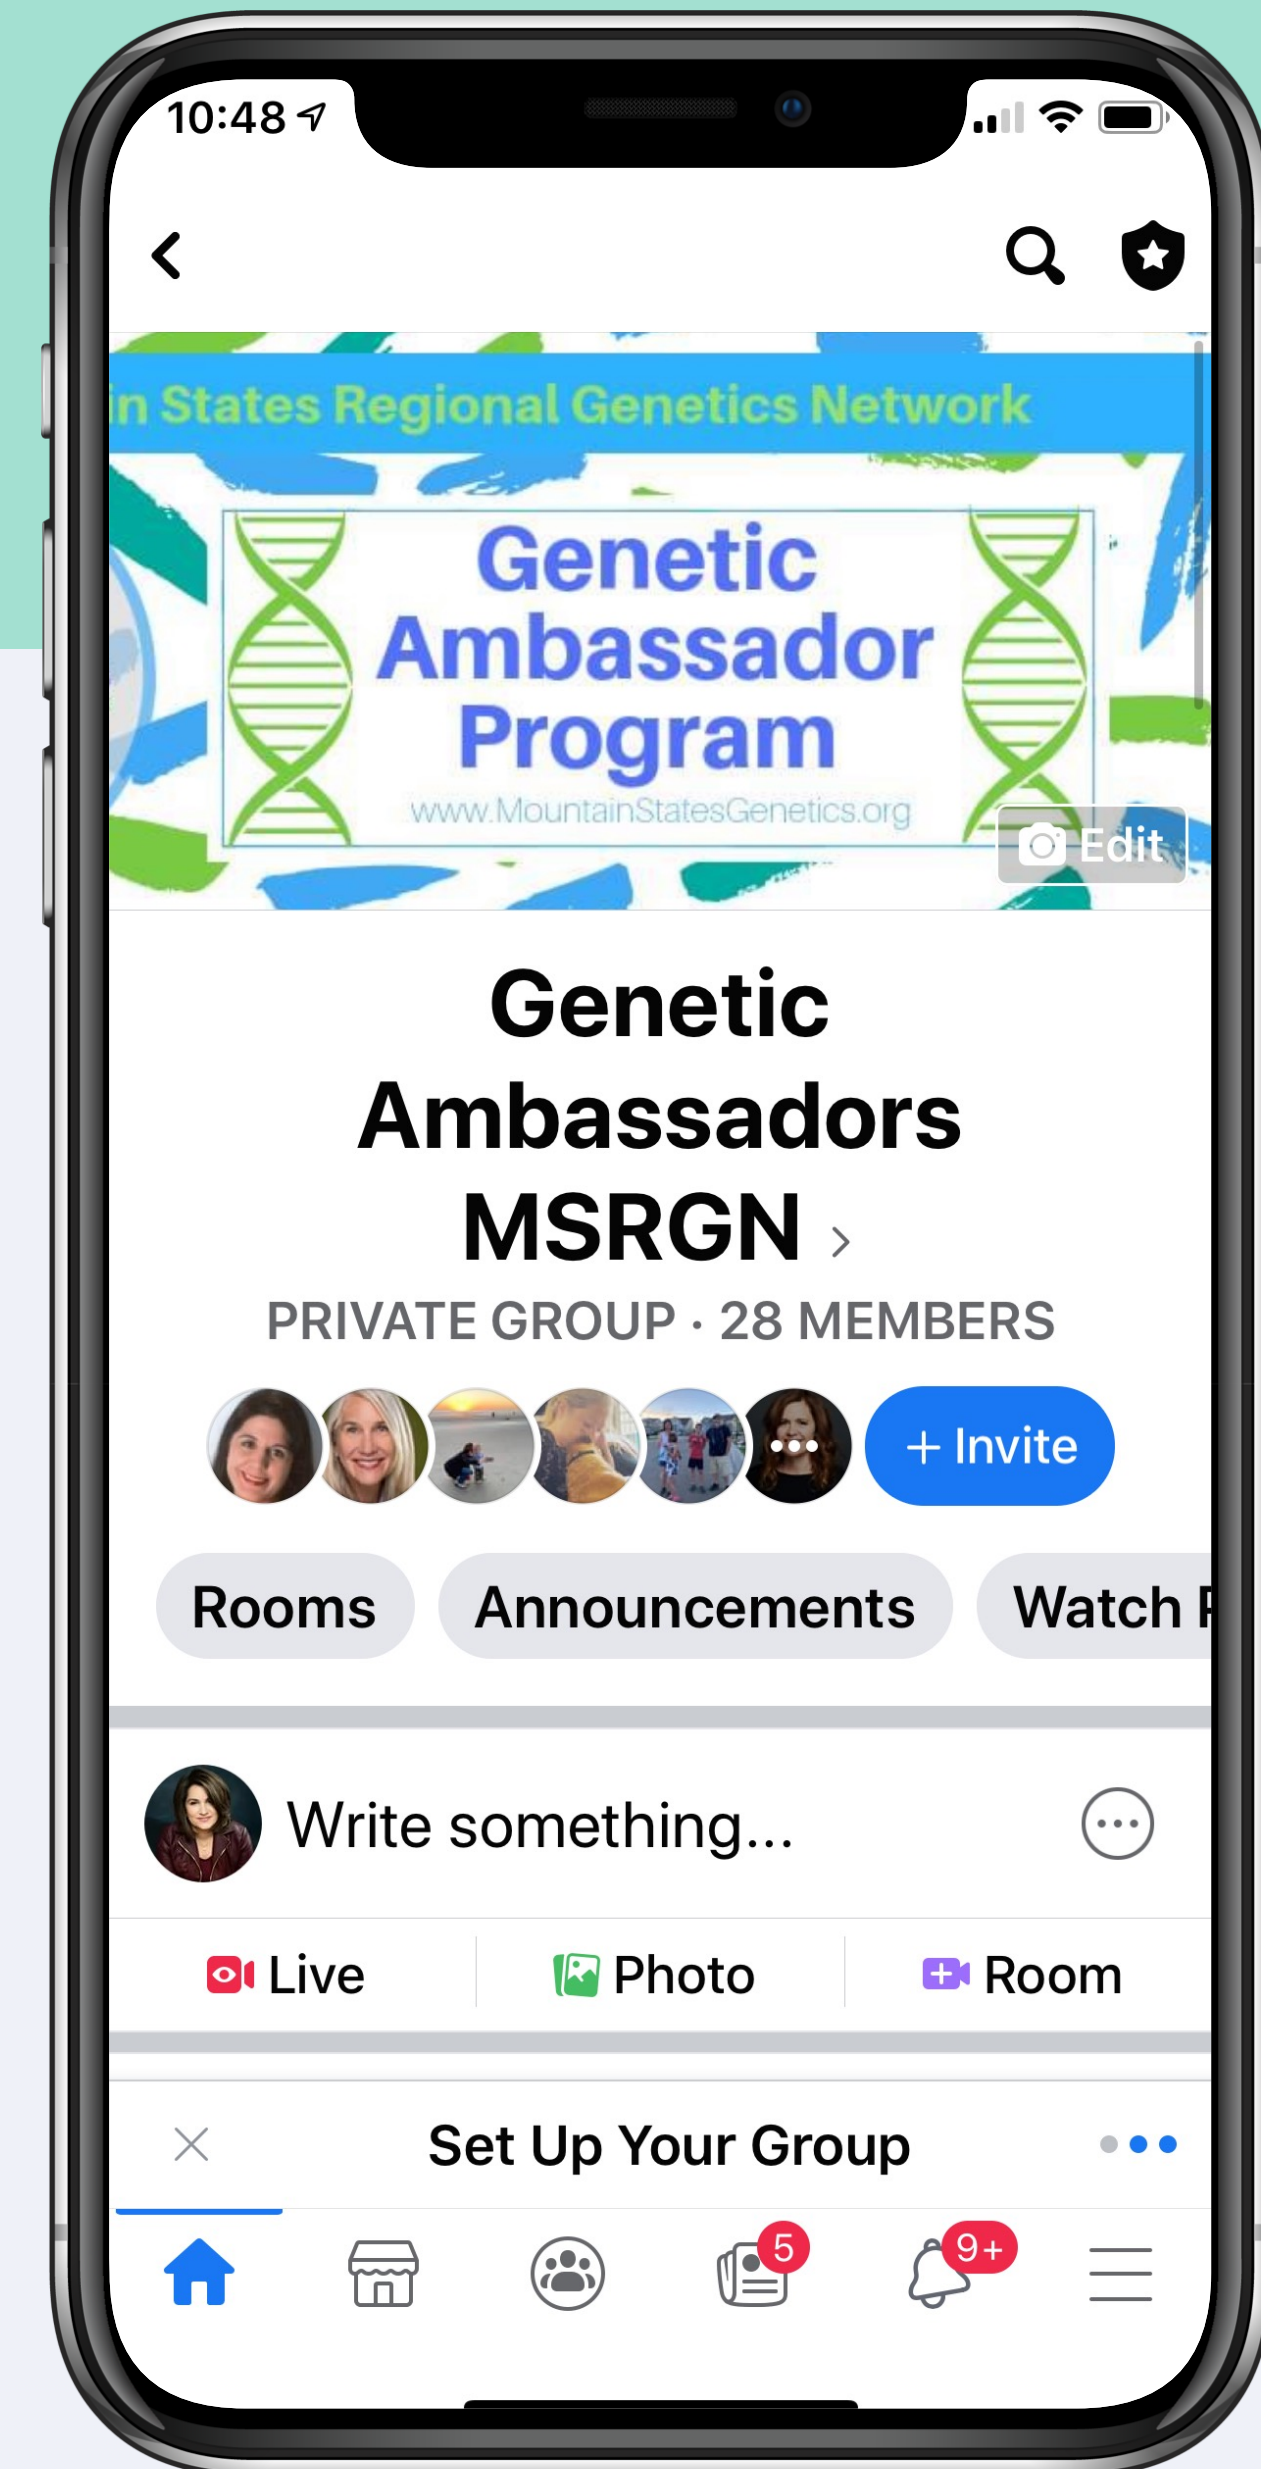 10:48
in States Regional Genetics Network
Genetic
Ambassador
Program
www.MountainStatesGenetics.org
Edit
Genetic
Ambassadors
MSRGN
PRIVATE GROUP · 28 MEMBERS
+ Invite
Rooms Announcements Watch
Write something...
Live Photo Room
Set Up Your Group
5 9+